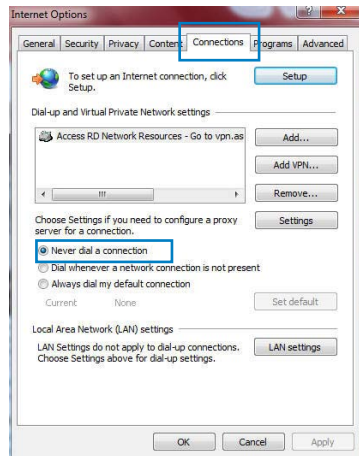 Internet Options
General Security Privacy Content Connections Programs Advanced
To set up an Internet connection, click
Setup.
Setup
Dial-up and Virtual Private Network settings
Access RD Network Resources - Go to vpn.as
Add...
Add VPN...
Remove...
Choose Settings if you need to configure a proxy
server for a connection.
Settings
Never dial a connection
Dial whenever a network connection is not present
Always dial my default connection
Current None
Set default
Local Area Network (LAN) settings
LAN Settings do not apply to dial-up connections.
Choose Settings above for dial-up settings.
LAN settings
OK Cancel Apply